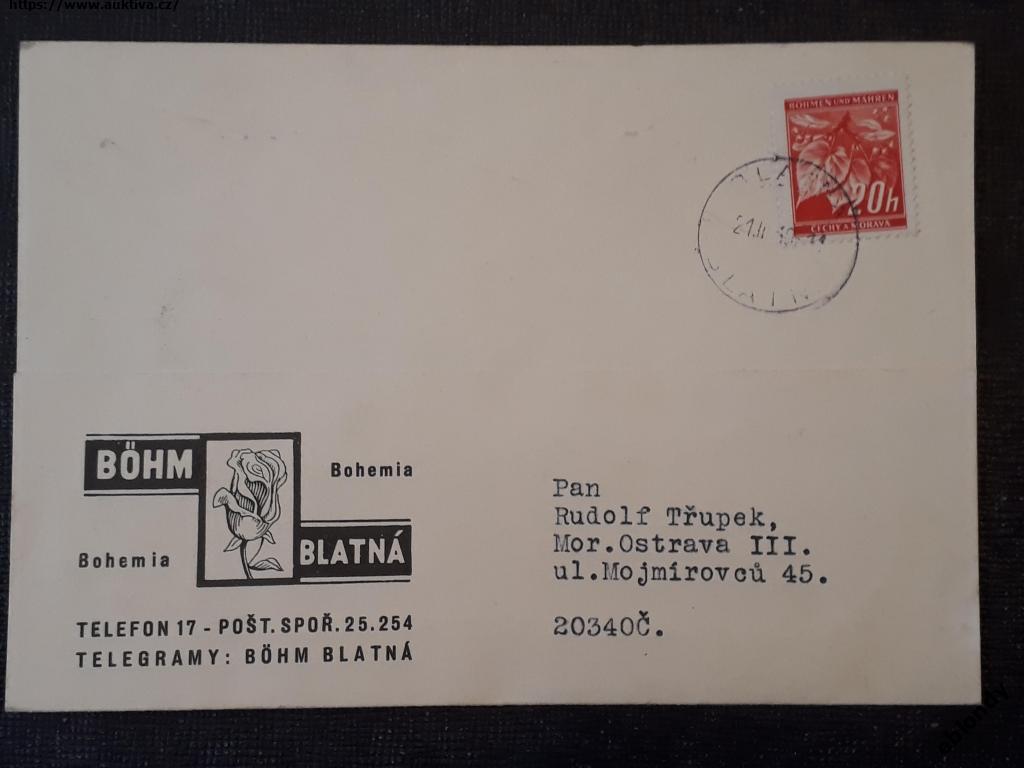 https://www.auktiva.cz/
BÖHMEN UND MÄHREN
20h
ČECHY A MORAVA
BÖHM
Bohemia
Bohemia
BLATNÁ
TELEFON 17 - POŠT. SPOŘ. 25.254
TELEGRAMY: BÖHM BLATNÁ
Pan
Rudolf Třupek,
Mor.Ostrava III.
ul.Mojmírovců 45.
20340Č.